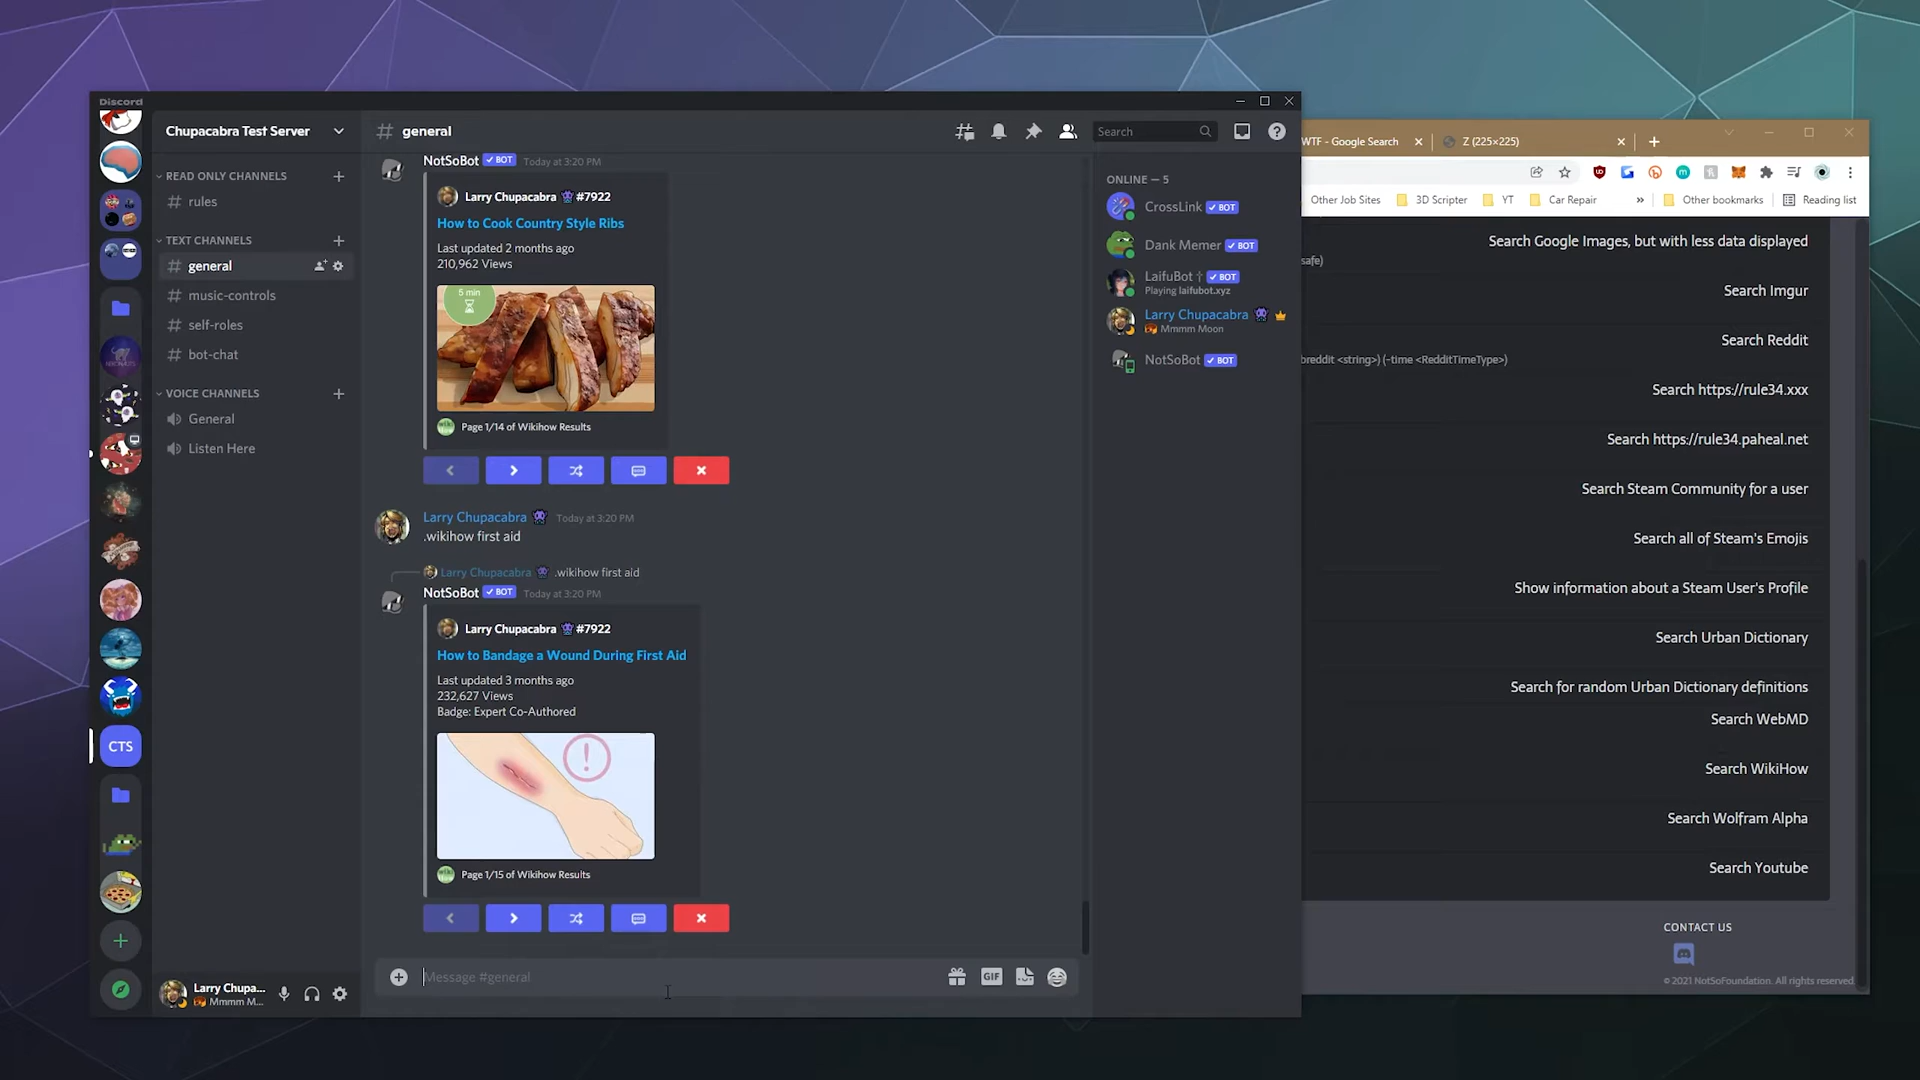 Discord
Chupacabra Test Server
READ ONLY CHANNELS
rules
TEXT CHANNELS
general
music-controls
self-roles
bot-chat
VOICE CHANNELS
General
Listen Here
CTS
Larry Chupa...
Mmmm M...
general
Search
NotSoBot BOT Today at 3:20 PM
Larry Chupacabra #7922
How to Cook Country Style Ribs
Last updated 2 months ago
210,962 Views
5 min
Page 1/14 of Wikihow Results
Larry Chupacabra Today at 3:20 PM
.wikihow first aid
Larry Chupacabra .wikihow first aid
NotSoBot BOT Today at 3:20 PM
Larry Chupacabra #7922
How to Bandage a Wound During First Aid
Last updated 3 months ago
232,627 Views
Badge: Expert Co-Authored
Page 1/15 of Wikihow Results
Message #general
GIF
ONLINE — 5
CrossLink BOT
Dank Memer BOT
LaifuBot † BOT
Playing laifubot.xyz
Larry Chupacabra
Mmmm Moon
NotSoBot BOT
WTF - Google Search
Z (225×225)
Other Job Sites
3D Scripter
YT
Car Repair
»
Other bookmarks
Reading list
Search Google Images, but with less data displayed
safe)
Search Imgur
Search Reddit
breddit <string>) (-time <RedditTimeType>)
Search https://rule34.xxx
Search https://rule34.paheal.net
Search Steam Community for a user
Search all of Steam's Emojis
Show information about a Steam User's Profile
Search Urban Dictionary
Search for random Urban Dictionary definitions
Search WebMD
Search WikiHow
Search Wolfram Alpha
Search Youtube
CONTACT US
© 2021 NotSoFoundation. All rights reserved.